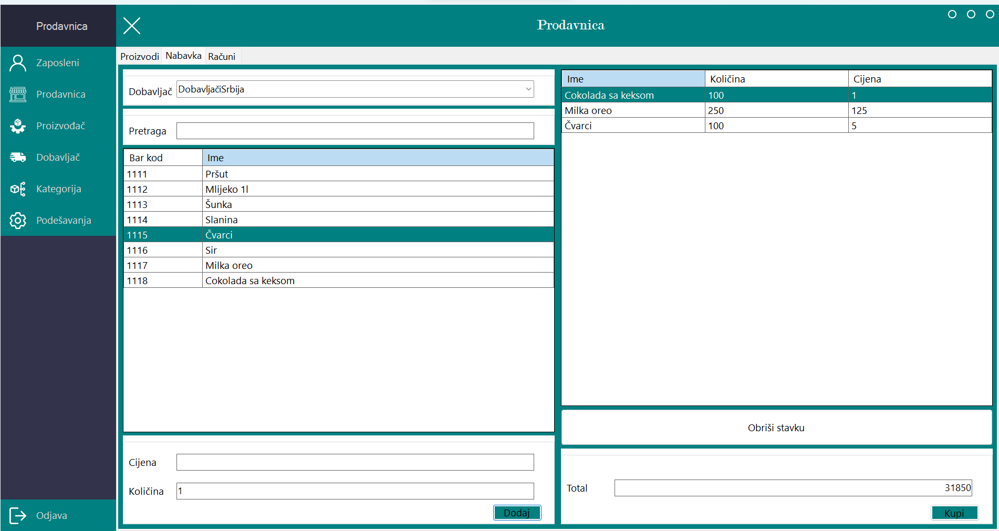 Prodavnica
Prodavnica
Zaposleni
Prodavnica
Proizvođač
Dobavljač
Kategorija
Podešavanja
Odjava
Proizvodi Nabavka Računi
Dobavljač DobavljačiSrbija
Pretraga
Bar kod Ime
1111 Pršut
1112 Mlijeko 1l
1113 Šunka
1114 Slanina
1115 Čvarci
1116 Sir
1117 Milka oreo
1118 Cokolada sa keksom
Cijena
Količina 1
Dodaj
Ime Količina Cijena
Cokolada sa keksom 100 1
Milka oreo 250 125
Čvarci 100 5
Obriši stavku
Total 31850
Kupi